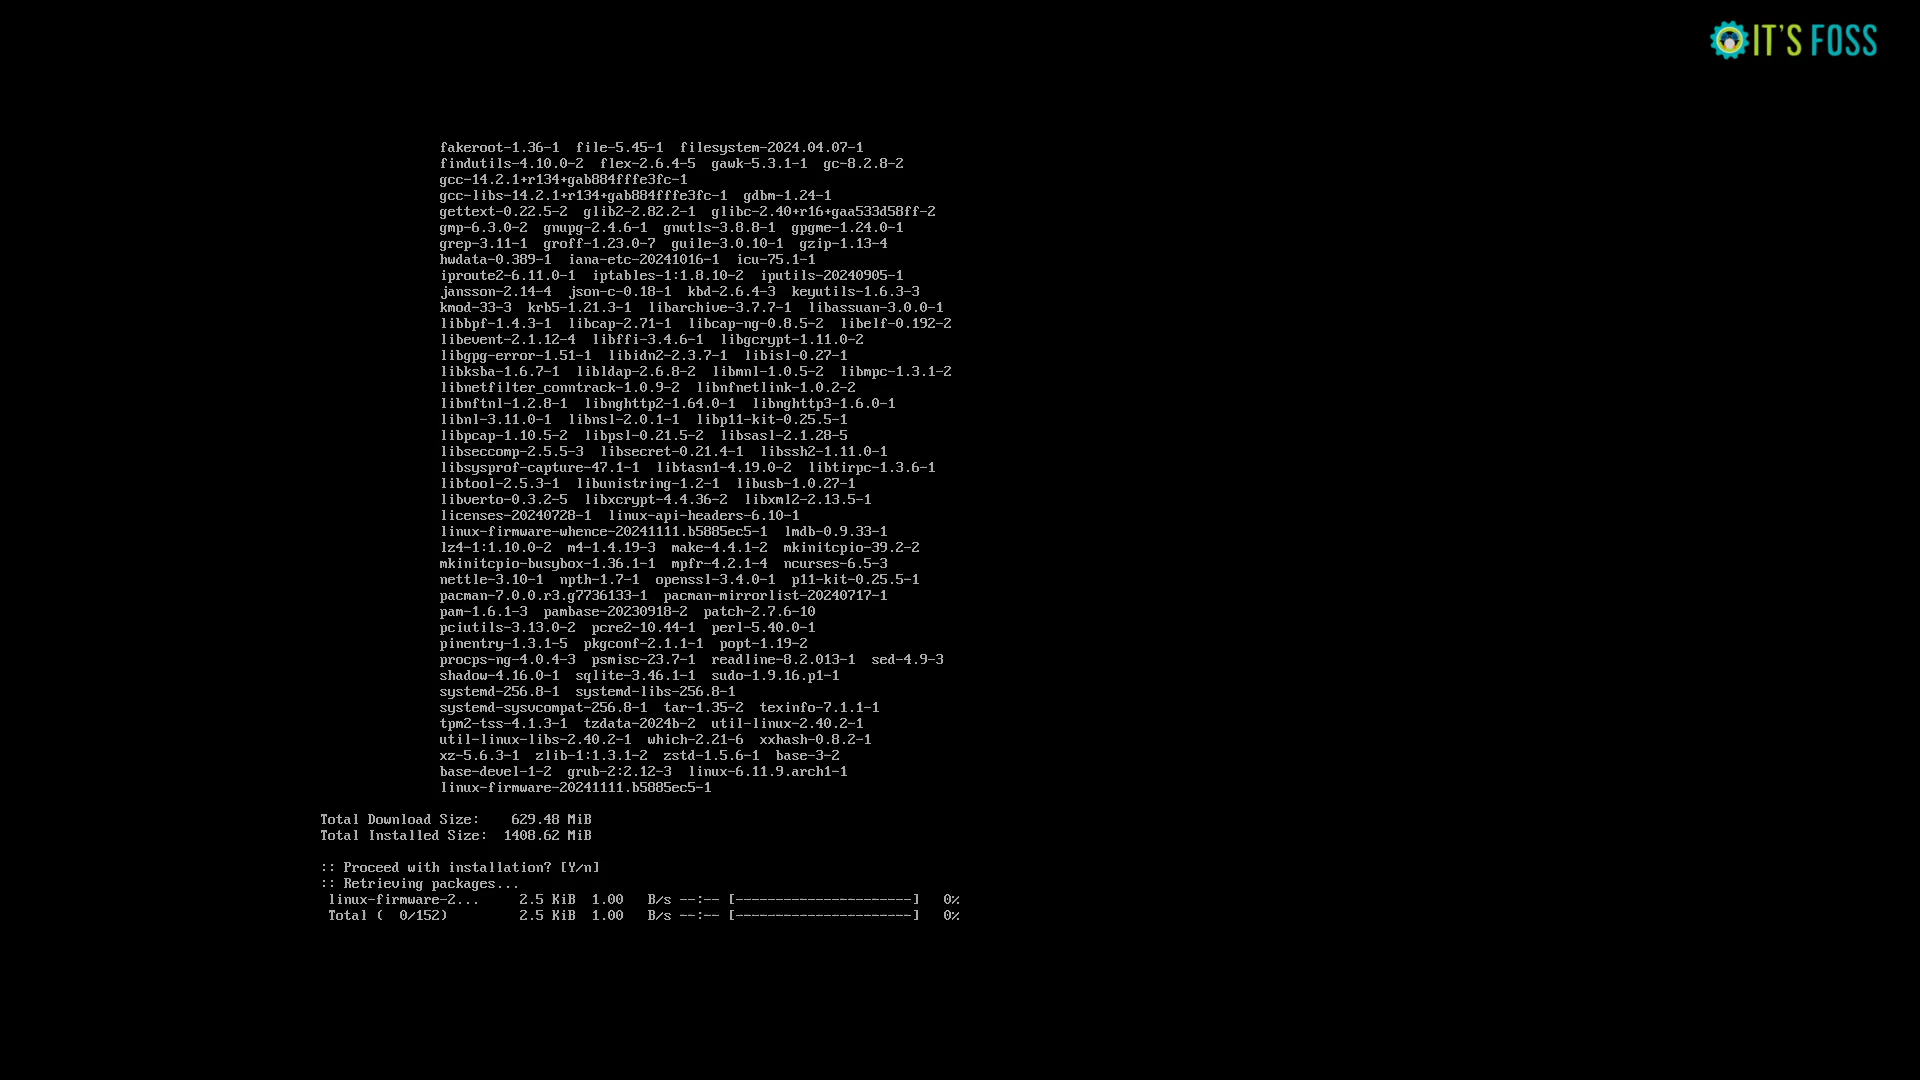 IT'S FOSS
fakeroot-1.36-1  file-5.45-1  filesystem-2024.04.07-1
findutils-4.10.0-2  flex-2.6.4-5  gawk-5.3.1-1  gc-8.2.8-2
gcc-14.2.1+r134+gab884fffe3fc-1
gcc-libs-14.2.1+r134+gab884fffe3fc-1  gdbm-1.24-1
gettext-0.22.5-2  glib2-2.82.2-1  glibc-2.40+r16+gaa533d58ff-2
gmp-6.3.0-2  gnupg-2.4.6-1  gnutls-3.8.8-1  gpgme-1.24.0-1
grep-3.11-1  groff-1.23.0-7  guile-3.0.10-1  gzip-1.13-4
hwdata-0.389-1  iana-etc-20241016-1  icu-75.1-1
iproute2-6.11.0-1  iptables-1:1.8.10-2  iputils-20240905-1
jansson-2.14-4  json-c-0.18-1  kbd-2.6.4-3  keyutils-1.6.3-3
kmod-33-3  krb5-1.21.3-1  libarchive-3.7.7-1  libassuan-3.0.0-1
libbpf-1.4.3-1  libcap-2.71-1  libcap-ng-0.8.5-2  libelf-0.192-2
libevent-2.1.12-4  libffi-3.4.6-1  libgcrypt-1.11.0-2
libgpg-error-1.51-1  libidn2-2.3.7-1  libisl-0.27-1
libksba-1.6.7-1  libldap-2.6.8-2  libmnl-1.0.5-2  libmpc-1.3.1-2
libnetfilter_conntrack-1.0.9-2  libnfnetlink-1.0.2-2
libnftnl-1.2.8-1  libnghttp2-1.64.0-1  libnghttp3-1.6.0-1
libnl-3.11.0-1  libnsl-2.0.1-1  libp11-kit-0.25.5-1
libpcap-1.10.5-2  libpsl-0.21.5-2  libsasl-2.1.28-5
libseccomp-2.5.5-3  libsecret-0.21.4-1  libssh2-1.11.0-1
libsysprof-capture-47.1-1  libtasn1-4.19.0-2  libtirpc-1.3.6-1
libtool-2.5.3-1  libunistring-1.2-1  libusb-1.0.27-1
libverto-0.3.2-5  libxcrypt-4.4.36-2  libxml2-2.13.5-1
licenses-20240728-1  linux-api-headers-6.10-1
linux-firmware-whence-20241111.b5885ec5-1  lmdb-0.9.33-1
lz4-1:1.10.0-2  m4-1.4.19-3  make-4.4.1-2  mkinitcpio-39.2-2
mkinitcpio-busybox-1.36.1-1  mpfr-4.2.1-4  ncurses-6.5-3
nettle-3.10-1  npth-1.7-1  openssl-3.4.0-1  p11-kit-0.25.5-1
pacman-7.0.0.r3.g7736133-1  pacman-mirrorlist-20240717-1
pam-1.6.1-3  pambase-20230918-2  patch-2.7.6-10
pciutils-3.13.0-2  pcre2-10.44-1  perl-5.40.0-1
pinentry-1.3.1-5  pkgconf-2.1.1-1  popt-1.19-2
procps-ng-4.0.4-3  psmisc-23.7-1  readline-8.2.013-1  sed-4.9-3
shadow-4.16.0-1  sqlite-3.46.1-1  sudo-1.9.16.p1-1
systemd-256.8-1  systemd-libs-256.8-1
systemd-sysvcompat-256.8-1  tar-1.35-2  texinfo-7.1.1-1
tpm2-tss-4.1.3-1  tzdata-2024b-2  util-linux-2.40.2-1
util-linux-libs-2.40.2-1  which-2.21-6  xxhash-0.8.2-1
xz-5.6.3-1  zlib-1:1.3.1-2  zstd-1.5.6-1  base-3-2
base-devel-1-2  grub-2:2.12-3  linux-6.11.9.arch1-1
linux-firmware-20241111.b5885ec5-1
Total Download Size:    629.48 MiB
Total Installed Size:  1408.62 MiB
:: Proceed with installation? [Y/n]
:: Retrieving packages...
linux-firmware-2...     2.5 KiB  1.00   B/s --:-- [----------------------]   0%
Total (  0/152)         2.5 KiB  1.00   B/s --:-- [----------------------]   0%